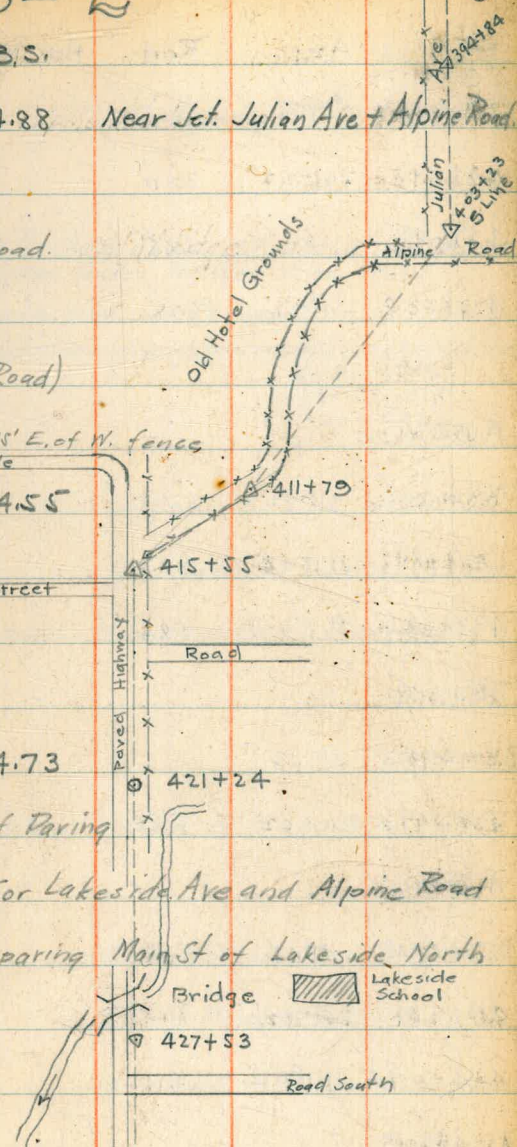 B.S.
Ave
394+84
4.88 Near Jct. Julian Ave + Alpine Road.
Julian
403+23
S Line
oad.
Alpine Road
Old Hotel Grounds
Road)
5' E. of W. fence
4.55
411+79
415+55.
treet
Road
Paved Highway
4.73
421+24
f Paving
or Lakeside Ave and Alpine Road
paring Main St of Lakeside North
Lakeside
School
Bridge
427+53
Road South